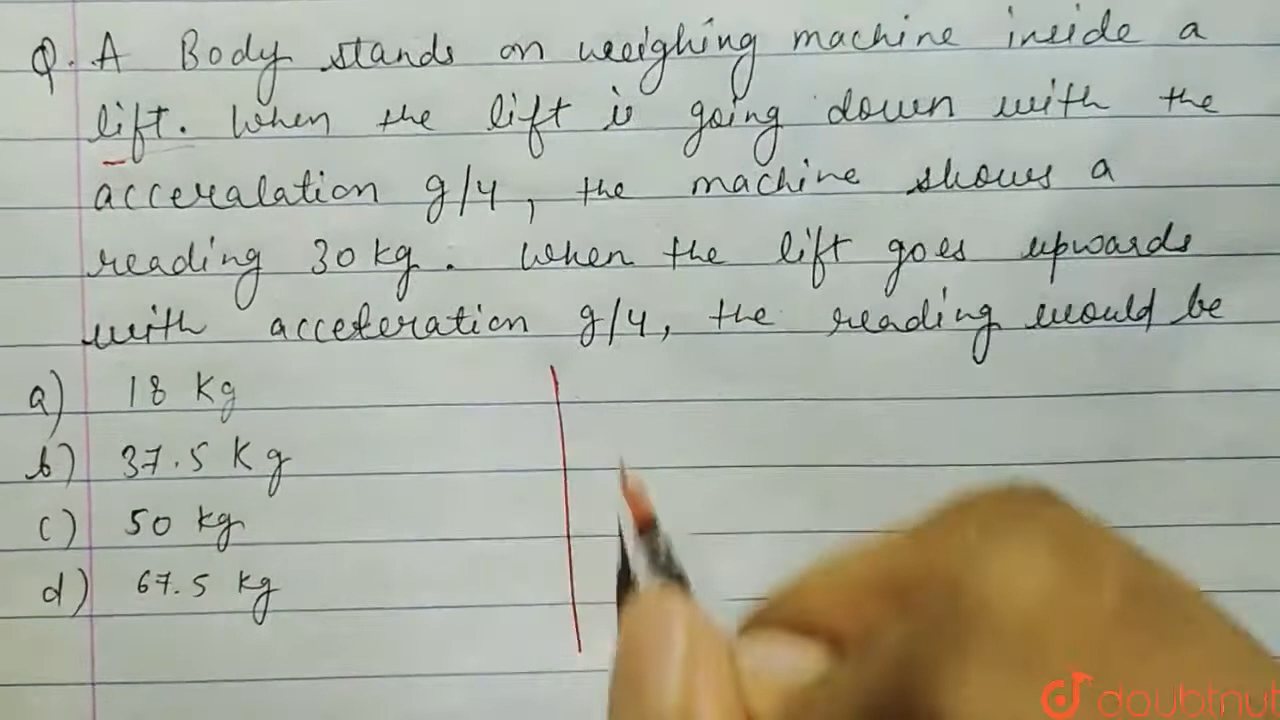 Q. A Body stands on weighing machine inside a
lift. When the lift is going down with the
acceralation g/4, the machine shows a
reading 30 kg. When the lift goes upwards
with acceleration g/4, the reading would be
a) 18 Kg
b) 37.5 Kg
c) 50 kg
d) 67.5 kg
doubtnut